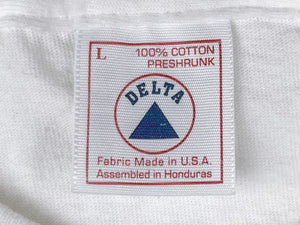 L
100% COTTON
PRESHRUNK
DELTA
Fabric Made in U.S.A.
Assembled in Honduras